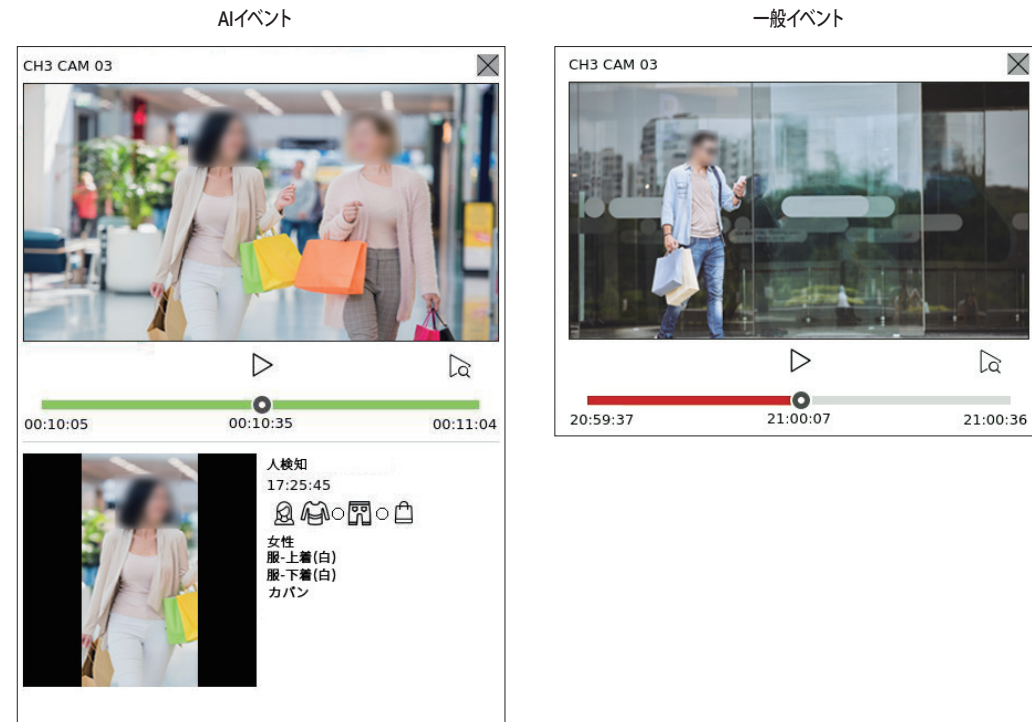 AIイベント
CH3 CAM 03
00:10:05
00:10:35
00:11:04
人検知
17:25:45
女性
服-上着(白)
服-下着(白)
カバン
一般イベント
CH3 CAM 03
20:59:37
21:00:07
21:00:36